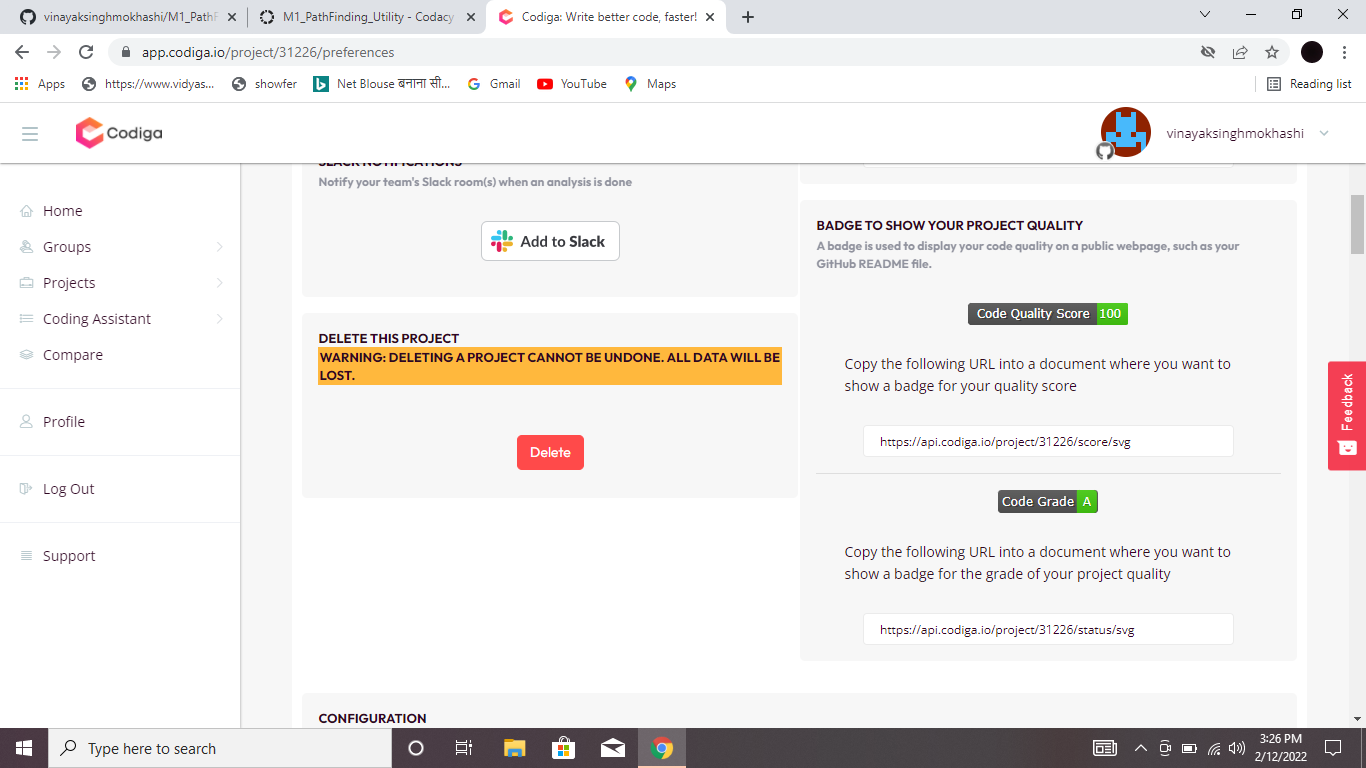 vinayaksinghmokhashi/M1_PathF
M1_PathFinding_Utility - Codacy
Codiga: Write better code, faster!
app.codiga.io/project/31226/preferences
Apps
https://www.vidyas...
showfer
Net Blouse बनाना सी...
Gmail
YouTube
Maps
Reading list
Codiga
vinayaksinghmokhashi
Home
Groups
Projects
Coding Assistant
Compare
Profile
Log Out
Support
SLACK NOTIFICATIONS
Notify your team's Slack room(s) when an analysis is done
Add to Slack
DELETE THIS PROJECT
WARNING: DELETING A PROJECT CANNOT BE UNDONE. ALL DATA WILL BE
LOST.
Delete
BADGE TO SHOW YOUR PROJECT QUALITY
A badge is used to display your code quality on a public webpage, such as your
GitHub README file.
Code Quality Score 100
Copy the following URL into a document where you want to
show a badge for your quality score
https://api.codiga.io/project/31226/score/svg
Code Grade A
Copy the following URL into a document where you want to
show a badge for the grade of your project quality
https://api.codiga.io/project/31226/status/svg
CONFIGURATION
Feedback
Type here to search
3:26 PM
2/12/2022